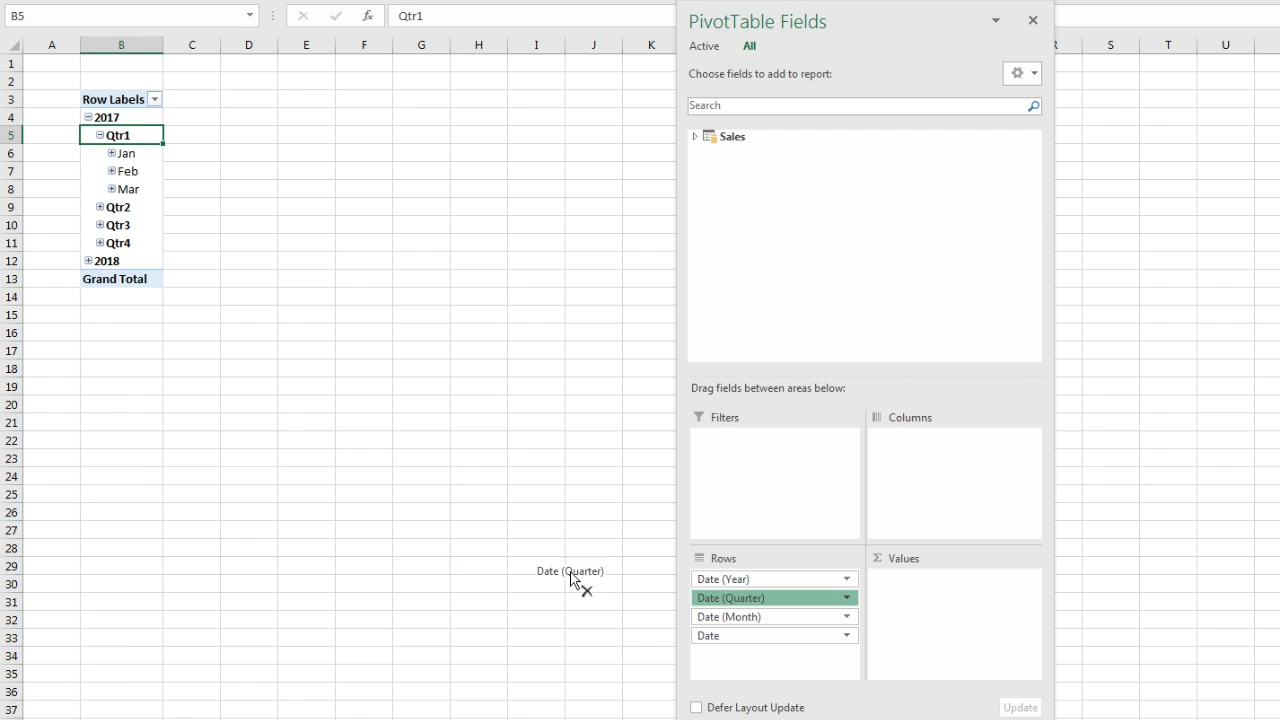 B5
fx
Qtr1
A B C D E F G H I J K R S T U
1
2
3 Row Labels
4 2017
5 Qtr1
6 Jan
7 Feb
8 Mar
9 Qtr2
10 Qtr3
11 Qtr4
12 2018
13 Grand Total
14
15
16
17
18
19
20
21
22
23
24
25
26
27
28
29
30
31
32
33
34
35
36
37
Date (Quarter)
PivotTable Fields
Active All
Choose fields to add to report:
Search
Sales
Drag fields between areas below:
Filters
Columns
Rows
Date (Year)
Date (Quarter)
Date (Month)
Date
Σ Values
Defer Layout Update
Update